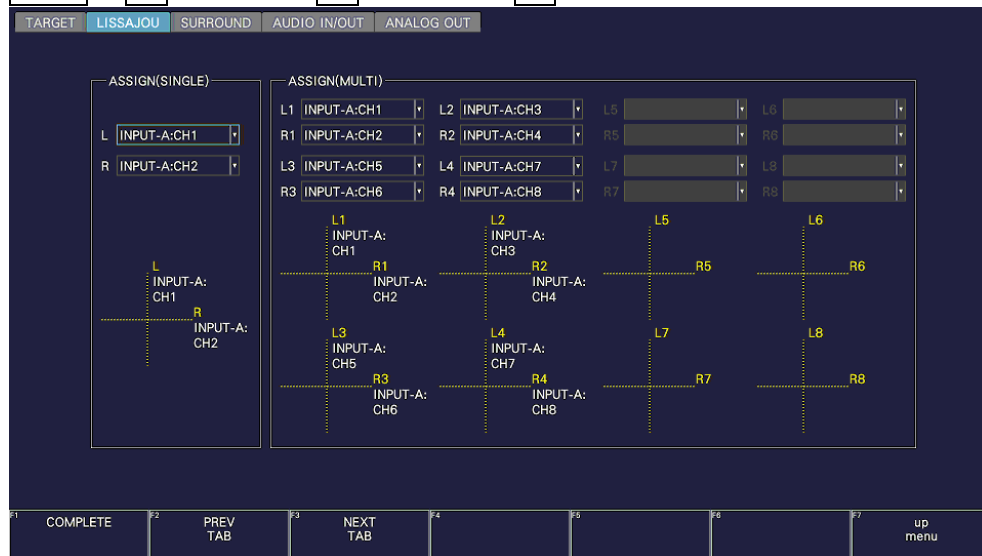 TARGET LISSAJOU SURROUND AUDIO IN/OUT ANALOG OUT
ASSIGN(SINGLE)
L INPUT-A:CH1
R INPUT-A:CH2
L
INPUT-A:
CH1
R
INPUT-A:
CH2
ASSIGN(MULTI)
L1 INPUT-A:CH1 L2 INPUT-A:CH3 L5 L6
R1 INPUT-A:CH2 R2 INPUT-A:CH4 R5 R6
L3 INPUT-A:CH5 L4 INPUT-A:CH7 L7 L8
R3 INPUT-A:CH6 R4 INPUT-A:CH8 R7 R8
L1 L2 L5 L6
INPUT-A: INPUT-A:
CH1 CH3
R1 R2 R5 R6
INPUT-A: INPUT-A:
CH2 CH4
L3 L4 L7 L8
INPUT-A: INPUT-A:
CH5 CH7
R3 R4 R7 R8
INPUT-A: INPUT-A:
CH6 CH8
F1 COMPLETE F2 PREV F3 NEXT F4 F5 F6 F7 up
TAB TAB menu